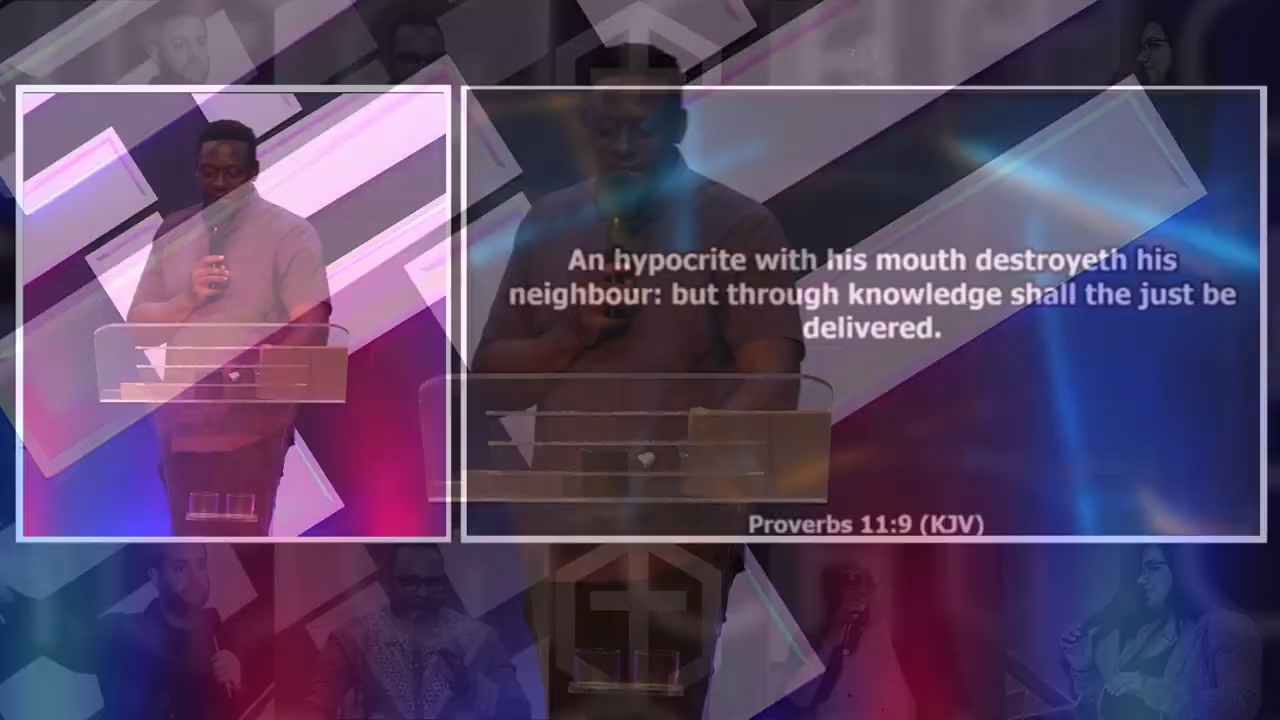 An hypocrite with his mouth destroyeth his
neighbour: but through knowledge shall the just be
delivered.
Proverbs 11:9 (KJV)